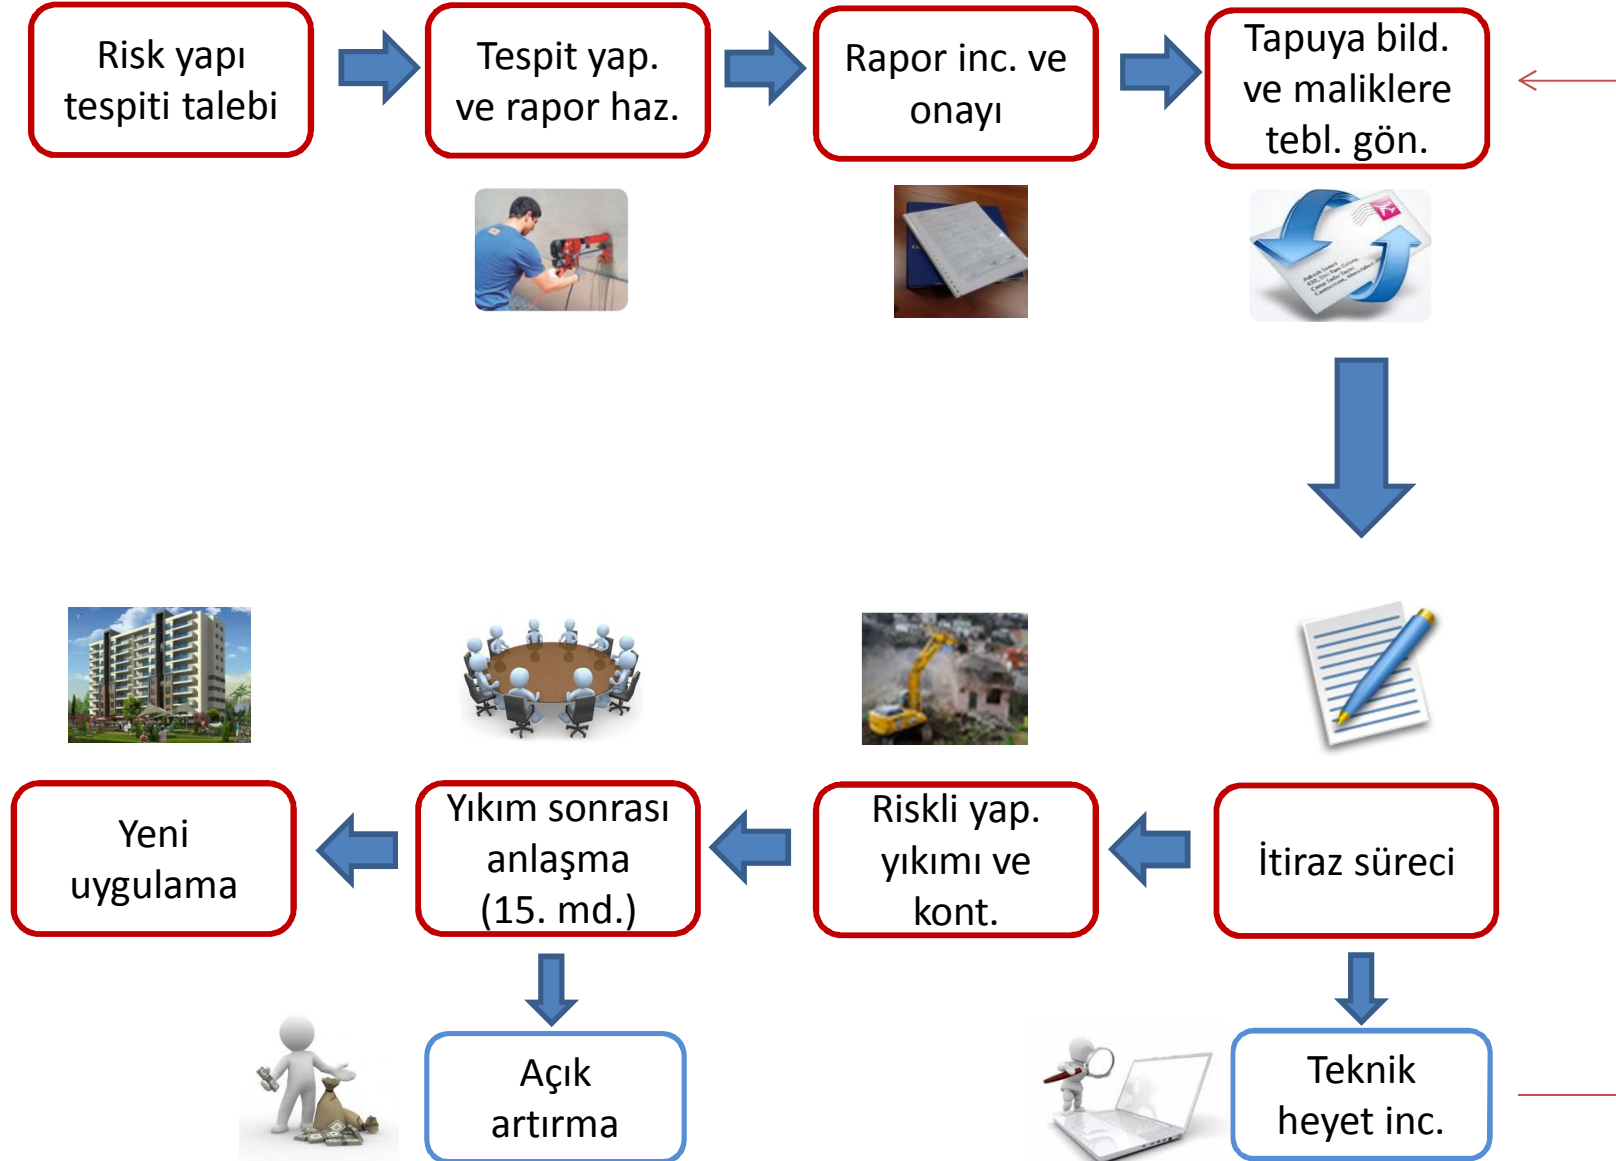 Risk yapı
tespiti talebi
Tespit yap.
ve rapor haz.
Rapor inc. ve
onayı
Tapuya bild.
ve maliklere
tebl. gön.
Yeni
uygulama
Yıkım sonrası
anlaşma
(15. md.)
Riskli yap.
yıkımı ve
kont.
İtiraz süreci
Açık
artırma
Teknik
heyet inc.